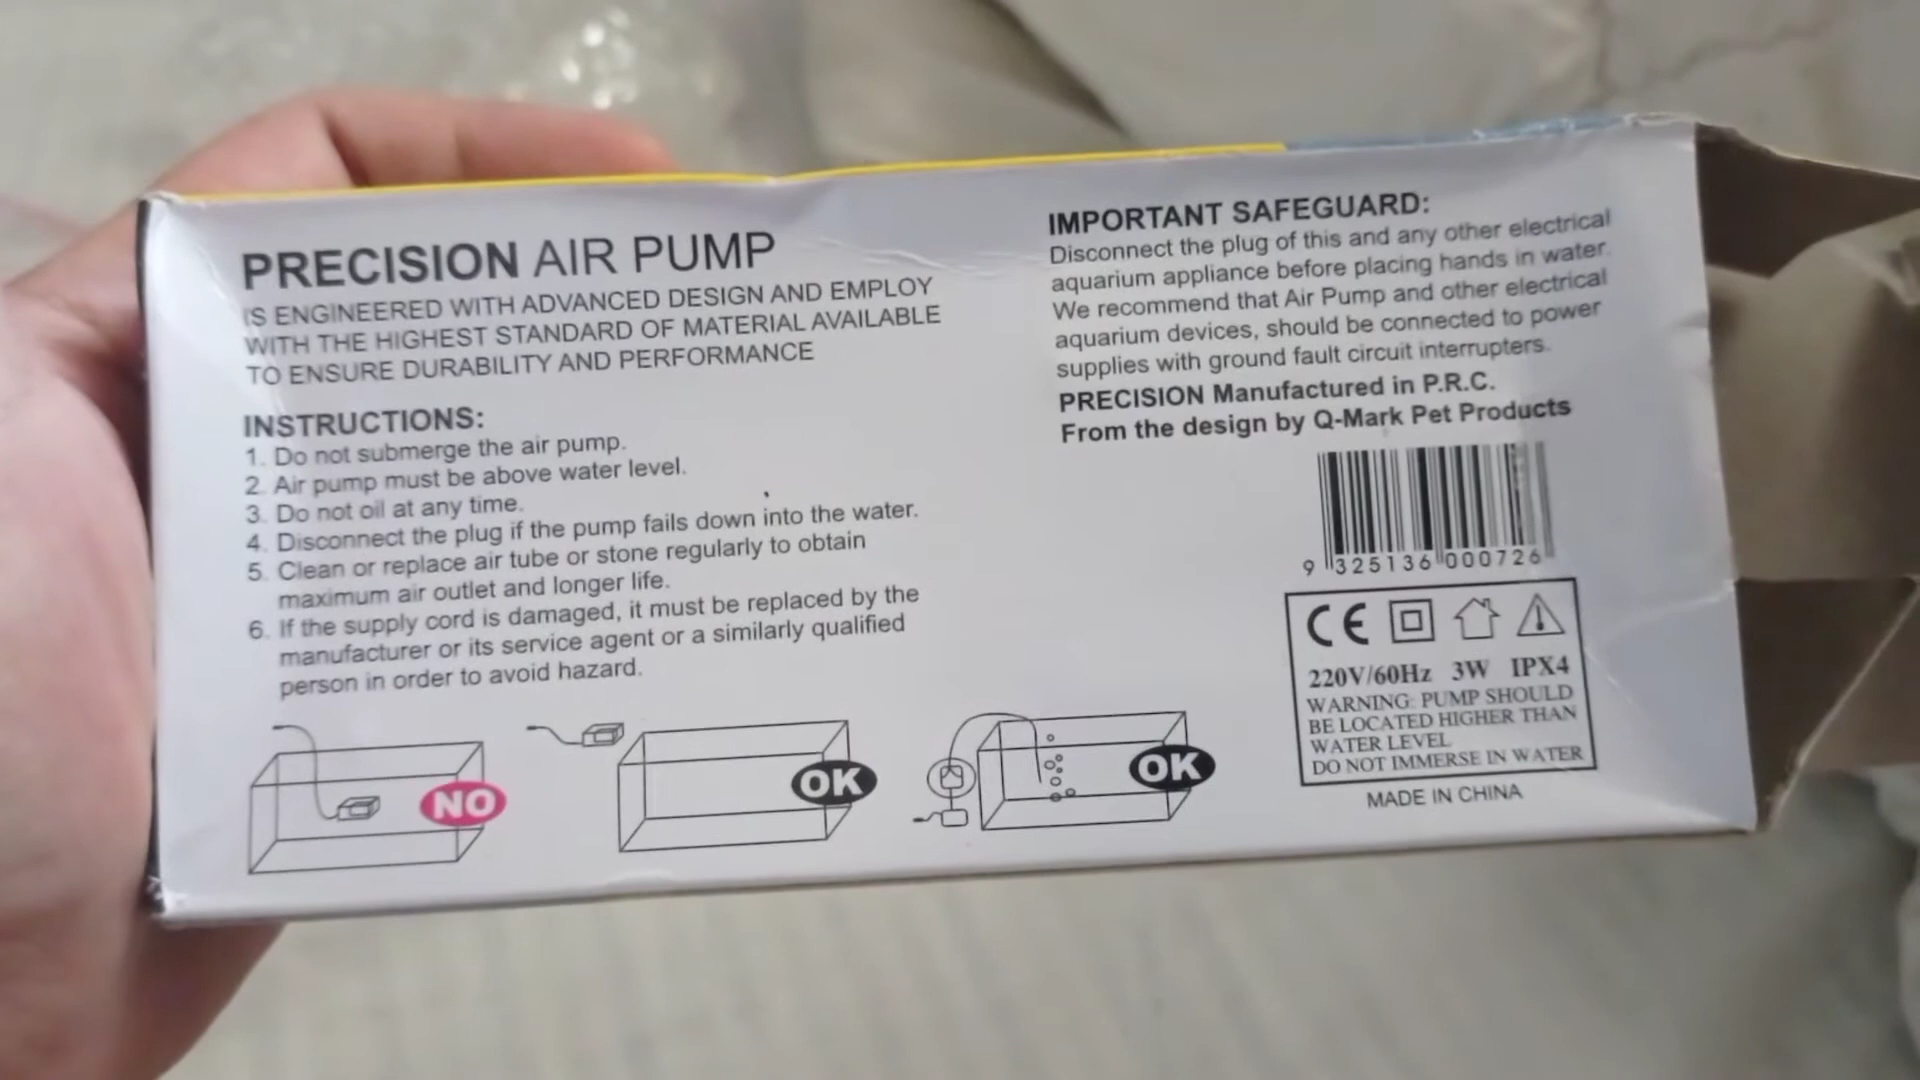 PRECISION AIR PUMP
IS ENGINEERED WITH ADVANCED DESIGN AND EMPLOY
WITH THE HIGHEST STANDARD OF MATERIAL AVAILABLE
TO ENSURE DURABILITY AND PERFORMANCE
INSTRUCTIONS:
1. Do not submerge the air pump.
2. Air pump must be above water level.
3. Do not oil at any time.
4. Disconnect the plug if the pump fails down into the water.
5. Clean or replace air tube or stone regularly to obtain
maximum air outlet and longer life.
6. If the supply cord is damaged, it must be replaced by the
manufacturer or its service agent or a similarly qualified
person in order to avoid hazard.
NO
OK
OK
IMPORTANT SAFEGUARD:
Disconnect the plug of this and any other electrical
aquarium appliance before placing hands in water.
We recommend that Air Pump and other electrical
aquarium devices, should be connected to power
supplies with ground fault circuit interrupters.
PRECISION Manufactured in P.R.C.
From the design by Q-Mark Pet Products
9 325136 000726
CE
220V/60Hz 3W IPX4
WARNING: PUMP SHOULD
BE LOCATED HIGHER THAN
WATER LEVEL
DO NOT IMMERSE IN WATER
MADE IN CHINA